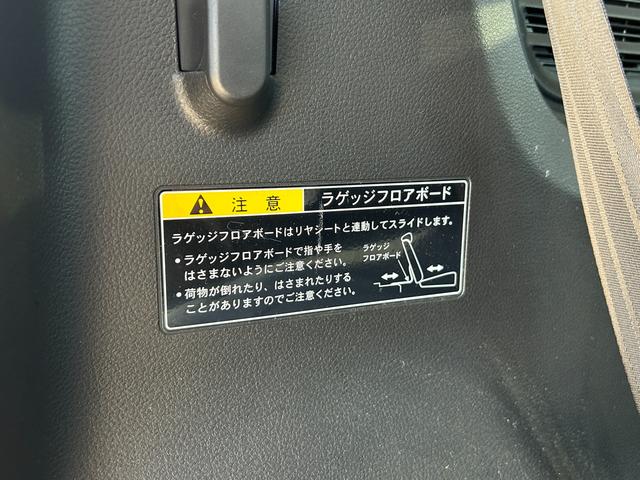 注 意 ラゲッジフロアボード
ラゲッジフロアボードはリヤシートと連動してスライドします。
• ラゲッジフロアボードで指や手を
はさまないようにご注意ください。
• 荷物が倒れたり、はさまれたりする
ことがありますのでご注意ください。
ラゲッジ
フロアボード